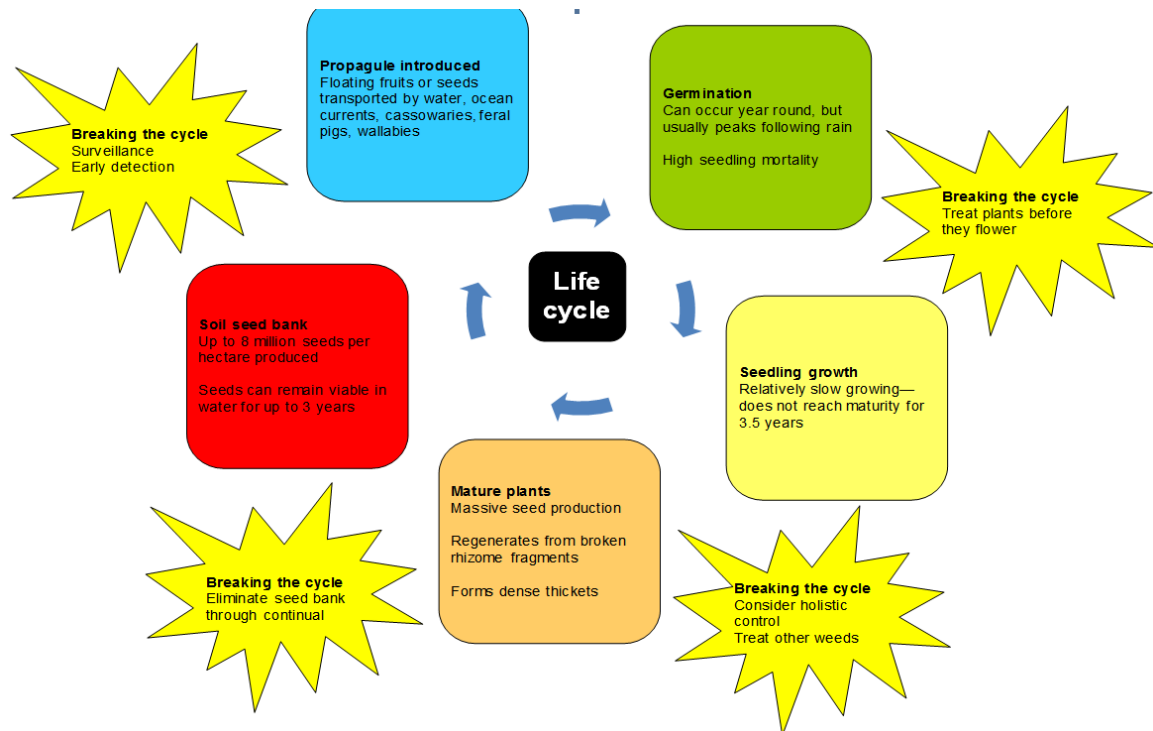 Propagule introduced
Floating fruits or seeds
transported by water, ocean
currents, cassowaries, feral
pigs, wallabies
Germination
Can occur year round, but
usually peaks following rain
High seedling mortality
Breaking the cycle
Surveillance
Early detection
Breaking the cycle
Treat plants before
they flower
Life
cycle
Soil seed bank
Up to 8 million seeds per
hectare produced
Seeds can remain viable in
water for up to 3 years
Seedling growth
Relatively slow growing—
does not reach maturity for
3.5 years
Mature plants
Massive seed production
Regenerates from broken
rhizome fragments
Forms dense thickets
Breaking the cycle
Eliminate seed bank
through continual
Breaking the cycle
Consider holistic
control
Treat other weeds